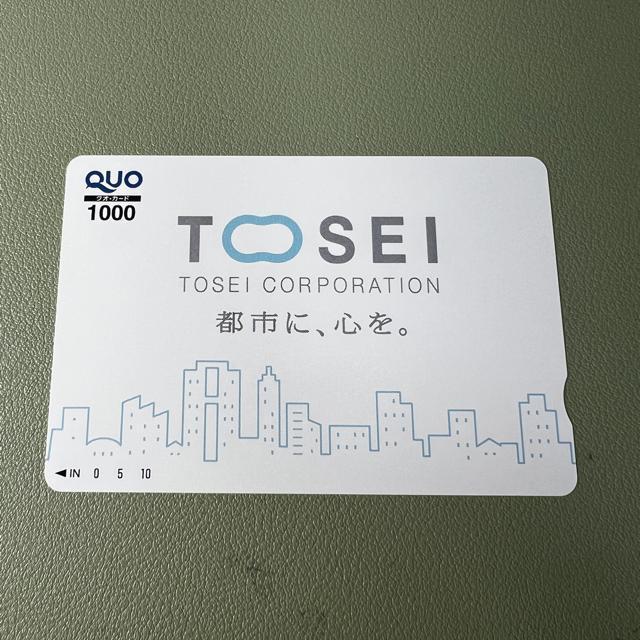 QUO
クオ・カード
1000
TOSEI
TOSEI CORPORATION
都市に、心を。
◀IN 0 5 10